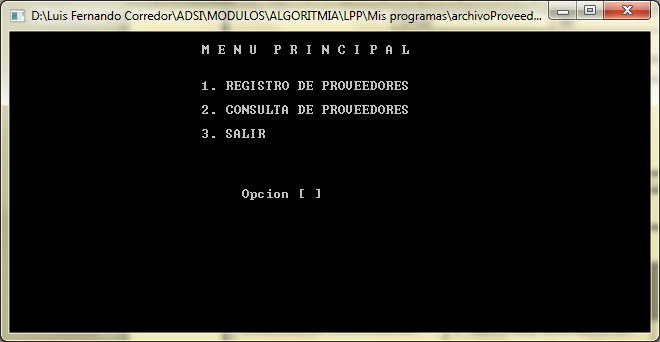 D:\Luis Fernando Corredor\ADSI\MODULOS\ALGORITMIA\LPP\Mis programas\archivoProveed...
M E N U  P R I N C I P A L
1. REGISTRO DE PROVEEDORES
2. CONSULTA DE PROVEEDORES
3. SALIR
Opcion [ ]